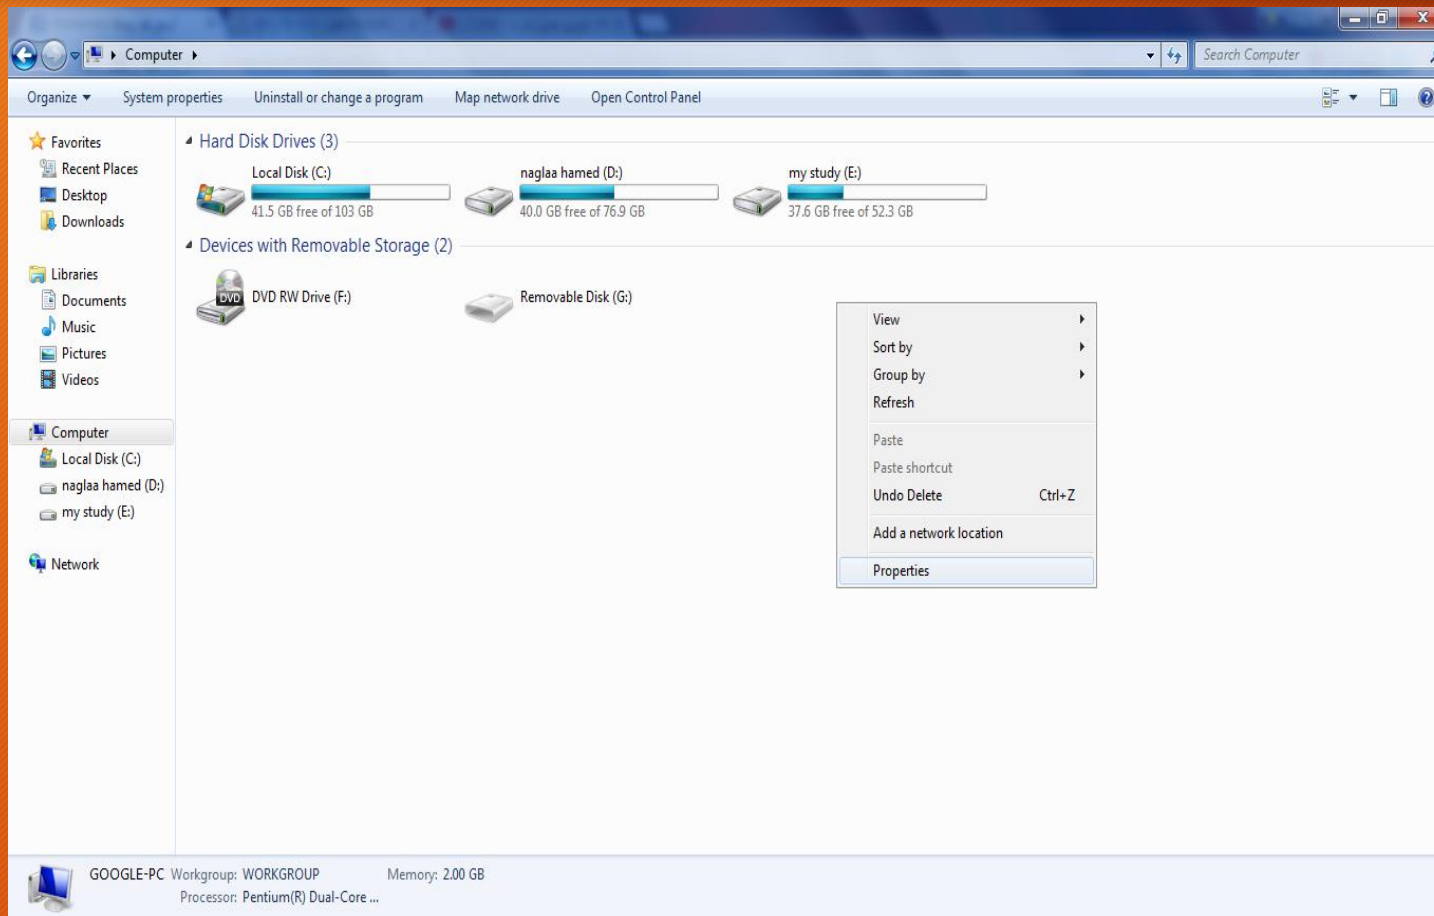 Computer
Search Computer
Organize
System properties
Uninstall or change a program
Map network drive
Open Control Panel
Favorites
Recent Places
Desktop
Downloads
Libraries
Documents
Music
Pictures
Videos
Computer
Local Disk (C:)
naglaa hamed (D:)
my study (E:)
Network
Hard Disk Drives (3)
Local Disk (C:)
41.5 GB free of 103 GB
naglaa hamed (D:)
40.0 GB free of 76.9 GB
my study (E:)
37.6 GB free of 52.3 GB
Devices with Removable Storage (2)
DVD
DVD RW Drive (F:)
Removable Disk (G:)
View
Sort by
Group by
Refresh
Paste
Paste shortcut
Undo Delete Ctrl+Z
Add a network location
Properties
GOOGLE-PC Workgroup: WORKGROUP Memory: 2.00 GB
Processor: Pentium(R) Dual-Core ...